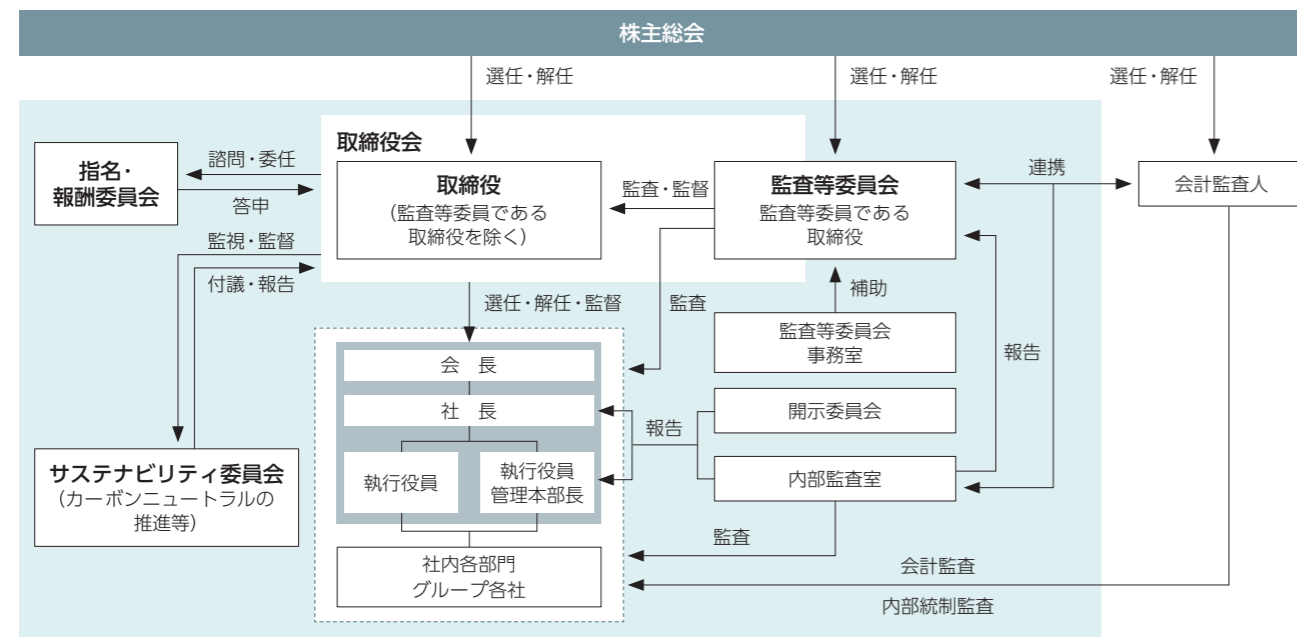 株主総会
選任・解任
選任・解任
選任・解任
取締役会
指名・
報酬委員会
諮問・委任
答申
取締役
（監査等委員である
取締役を除く）
監査・監督
監査等委員会
監査等委員である
取締役
連携
会計監査人
監視・監督
付議・報告
選任・解任・監督
監査
補助
監査等委員会
事務室
報告
会　長
社　長
報告
開示委員会
執行役員
執行役員
管理本部長
内部監査室
サステナビリティ委員会
（カーボンニュートラルの
推進等）
監査
社内各部門
グループ各社
会計監査
内部統制監査